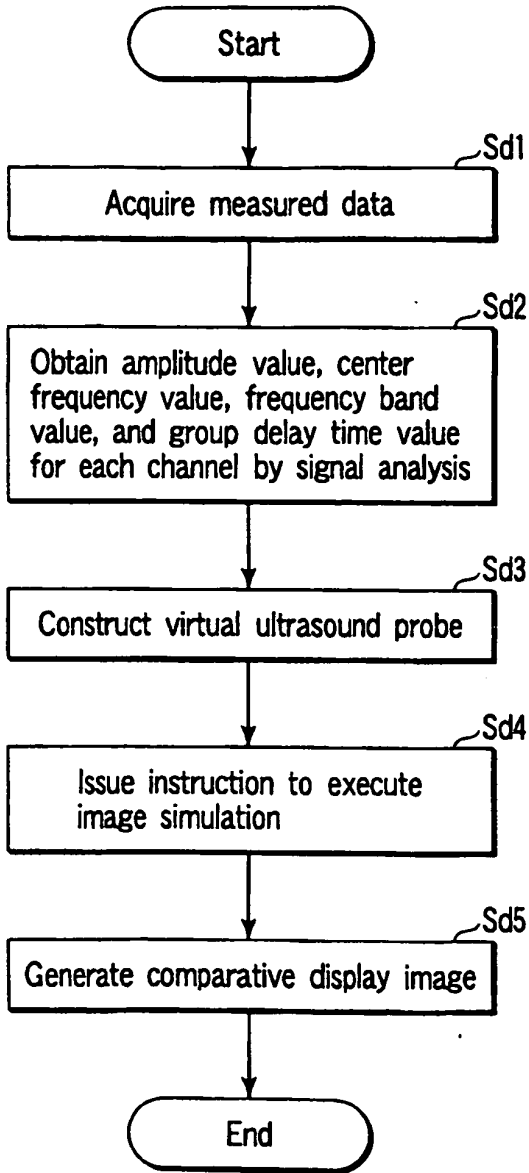 Start
Sd1
Acquire measured data
Sd2
Obtain amplitude value, center
frequency value, frequency band
value, and group delay time value
for each channel by signal analysis
Sd3
Construct virtual ultrasound probe
Sd4
Issue instruction to execute
image simulation
Sd5
Generate comparative display image
End